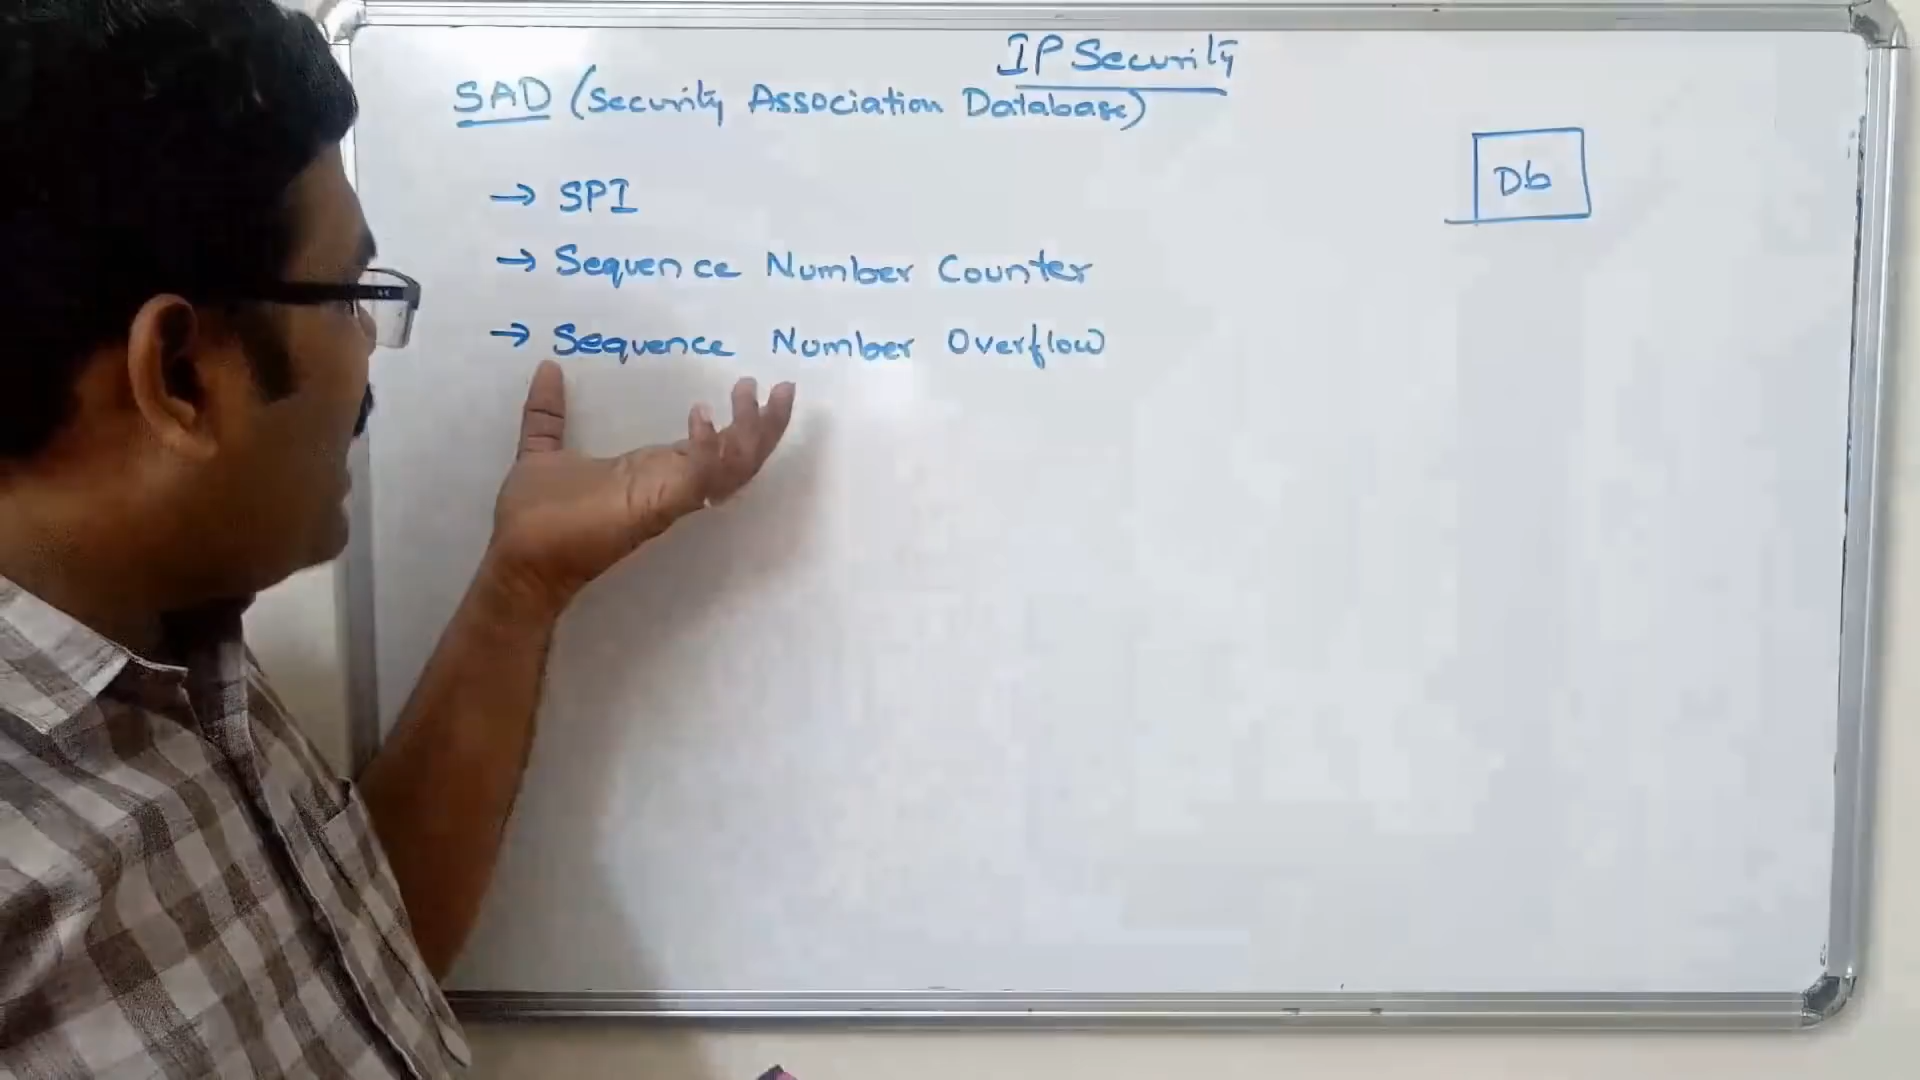 IP Security
SAD (Security Association Database)
→ SPI
→ Sequence Number Counter
→ Sequence Number Overflow
Db